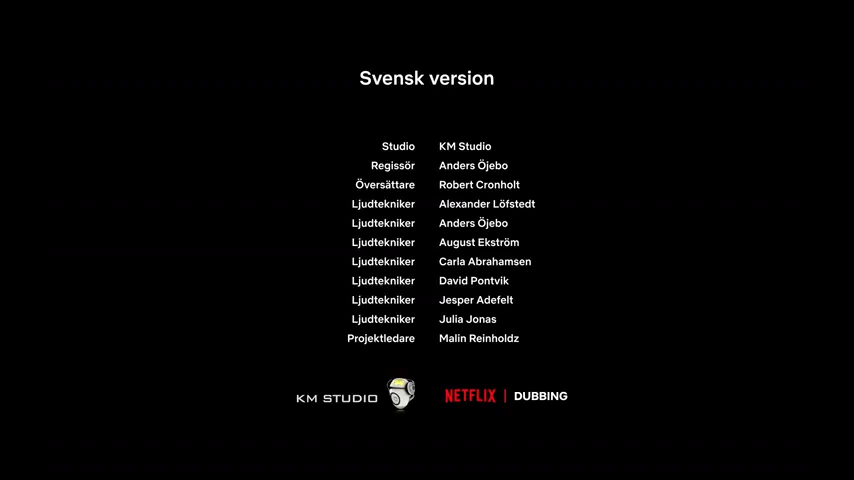 Svensk version
Studio KM Studio
Regissör Anders Öjebo
Översättare Robert Cronholt
Ljudtekniker Alexander Löfstedt
Ljudtekniker Anders Öjebo
Ljudtekniker August Ekström
Ljudtekniker Carla Abrahamsen
Ljudtekniker David Pontvik
Ljudtekniker Jesper Adefelt
Ljudtekniker Julia Jonas
Projektledare Malin Reinholdz
KM STUDIO NETFLIX | DUBBING